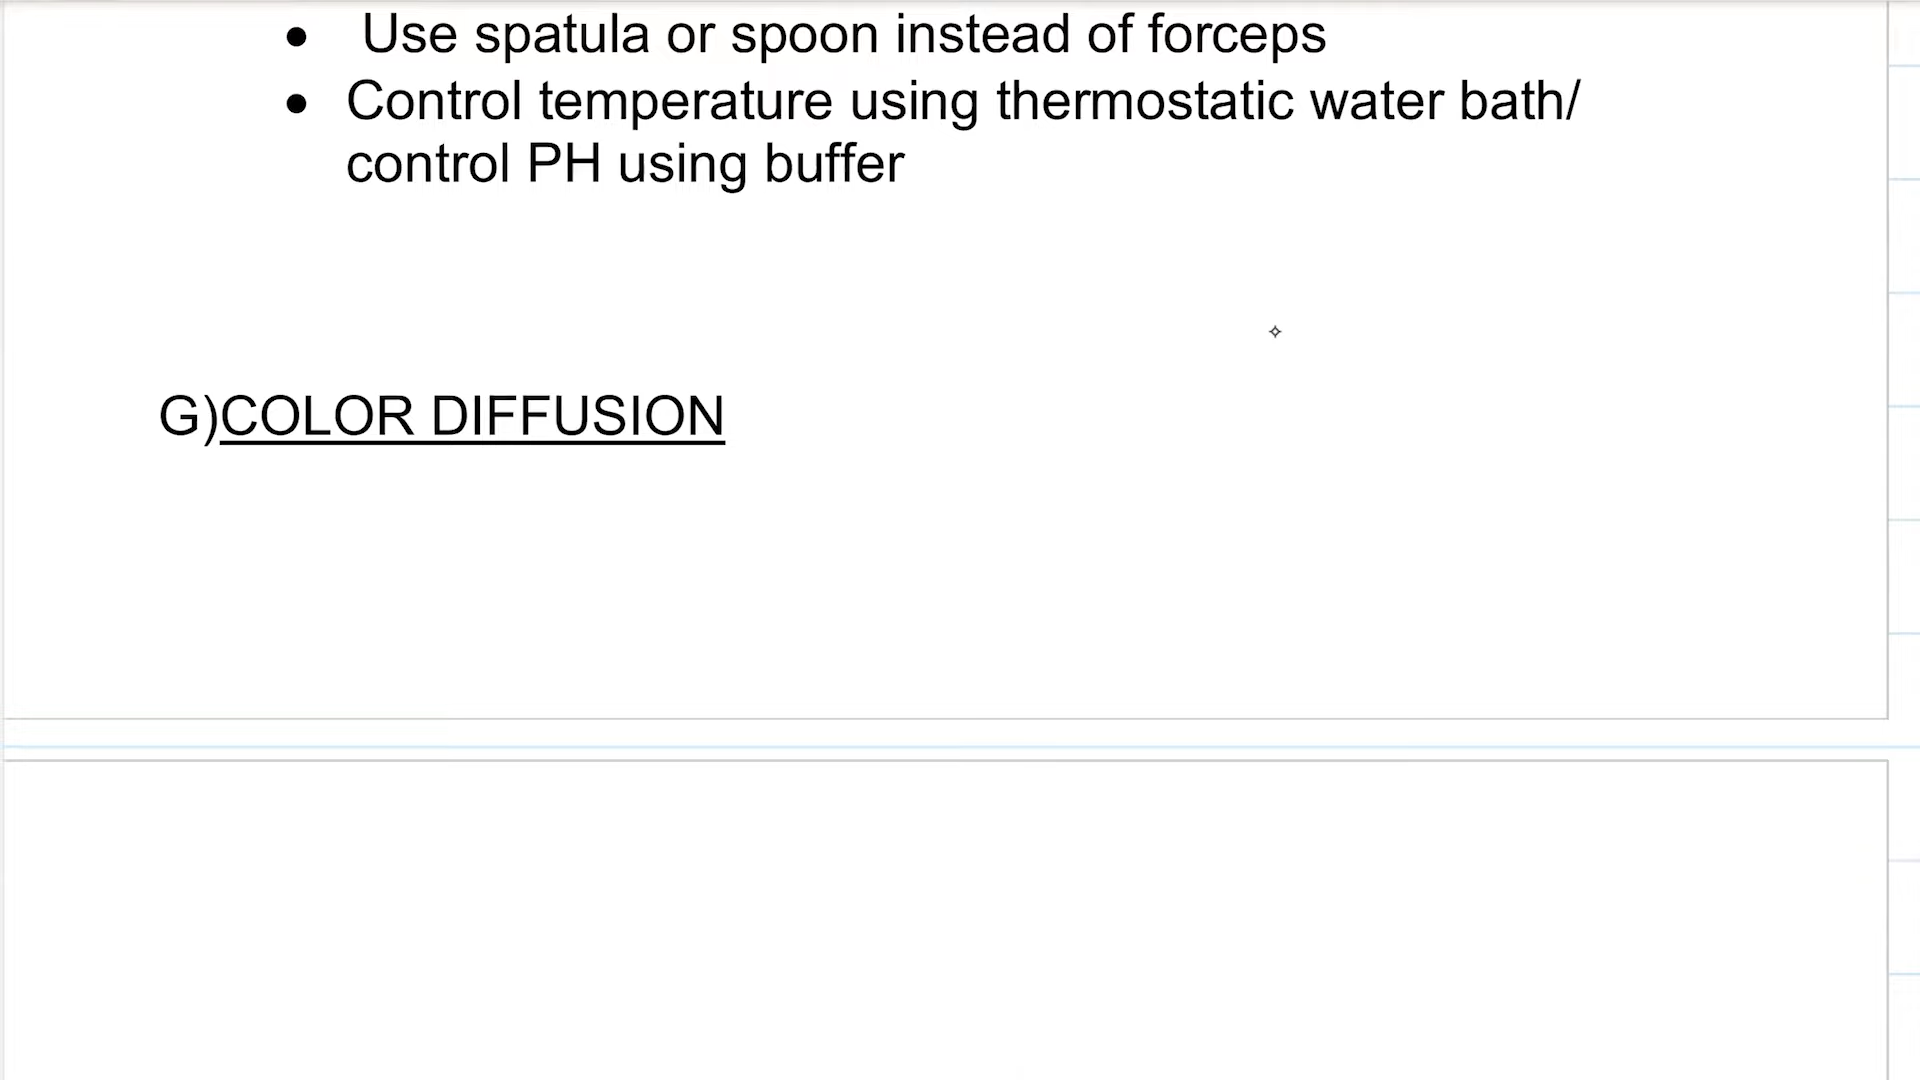 • Use spatula or spoon instead of forceps
• Control temperature using thermostatic water bath/
control PH using buffer
G)COLOR DIFFUSION